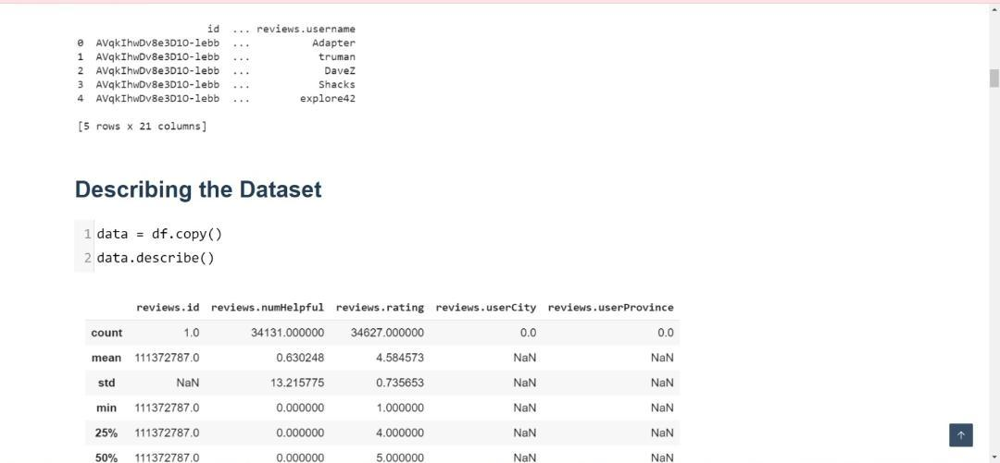 id ... reviews.username
0 AVqkIhwDv8e3D1O-lebb ... Adapter
1 AVqkIhwDv8e3D1O-lebb ... truman
2 AVqkIhwDv8e3D1O-lebb ... DaveZ
3 AVqkIhwDv8e3D1O-lebb ... Shacks
4 AVqkIhwDv8e3D1O-lebb ... explore42
[5 rows x 21 columns]
Describing the Dataset
1 data = df.copy()
2 data.describe()
reviews.id reviews.numHelpful reviews.rating reviews.userCity reviews.userProvince
count 1.0 34131.000000 34627.000000 0.0 0.0
mean 111372787.0 0.630248 4.584573 NaN NaN
std NaN 13.215775 0.735653 NaN NaN
min 111372787.0 0.000000 1.000000 NaN NaN
25% 111372787.0 0.000000 4.000000 NaN NaN
50% 111372787.0 0.000000 5.000000 NaN NaN